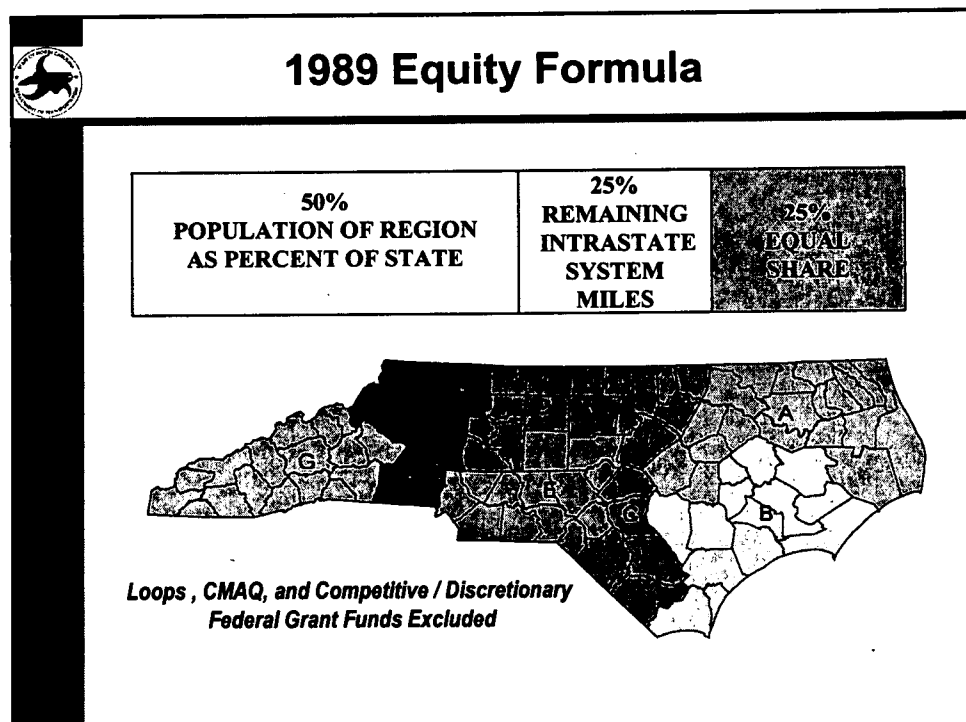 1989 Equity Formula
50%
POPULATION OF REGION
AS PERCENT OF STATE
25%
REMAINING
INTRASTATE
SYSTEM
MILES
25%
EQUAL
SHARE
A
G
E
C
B
Loops , CMAQ, and Competitive / Discretionary
Federal Grant Funds Excluded